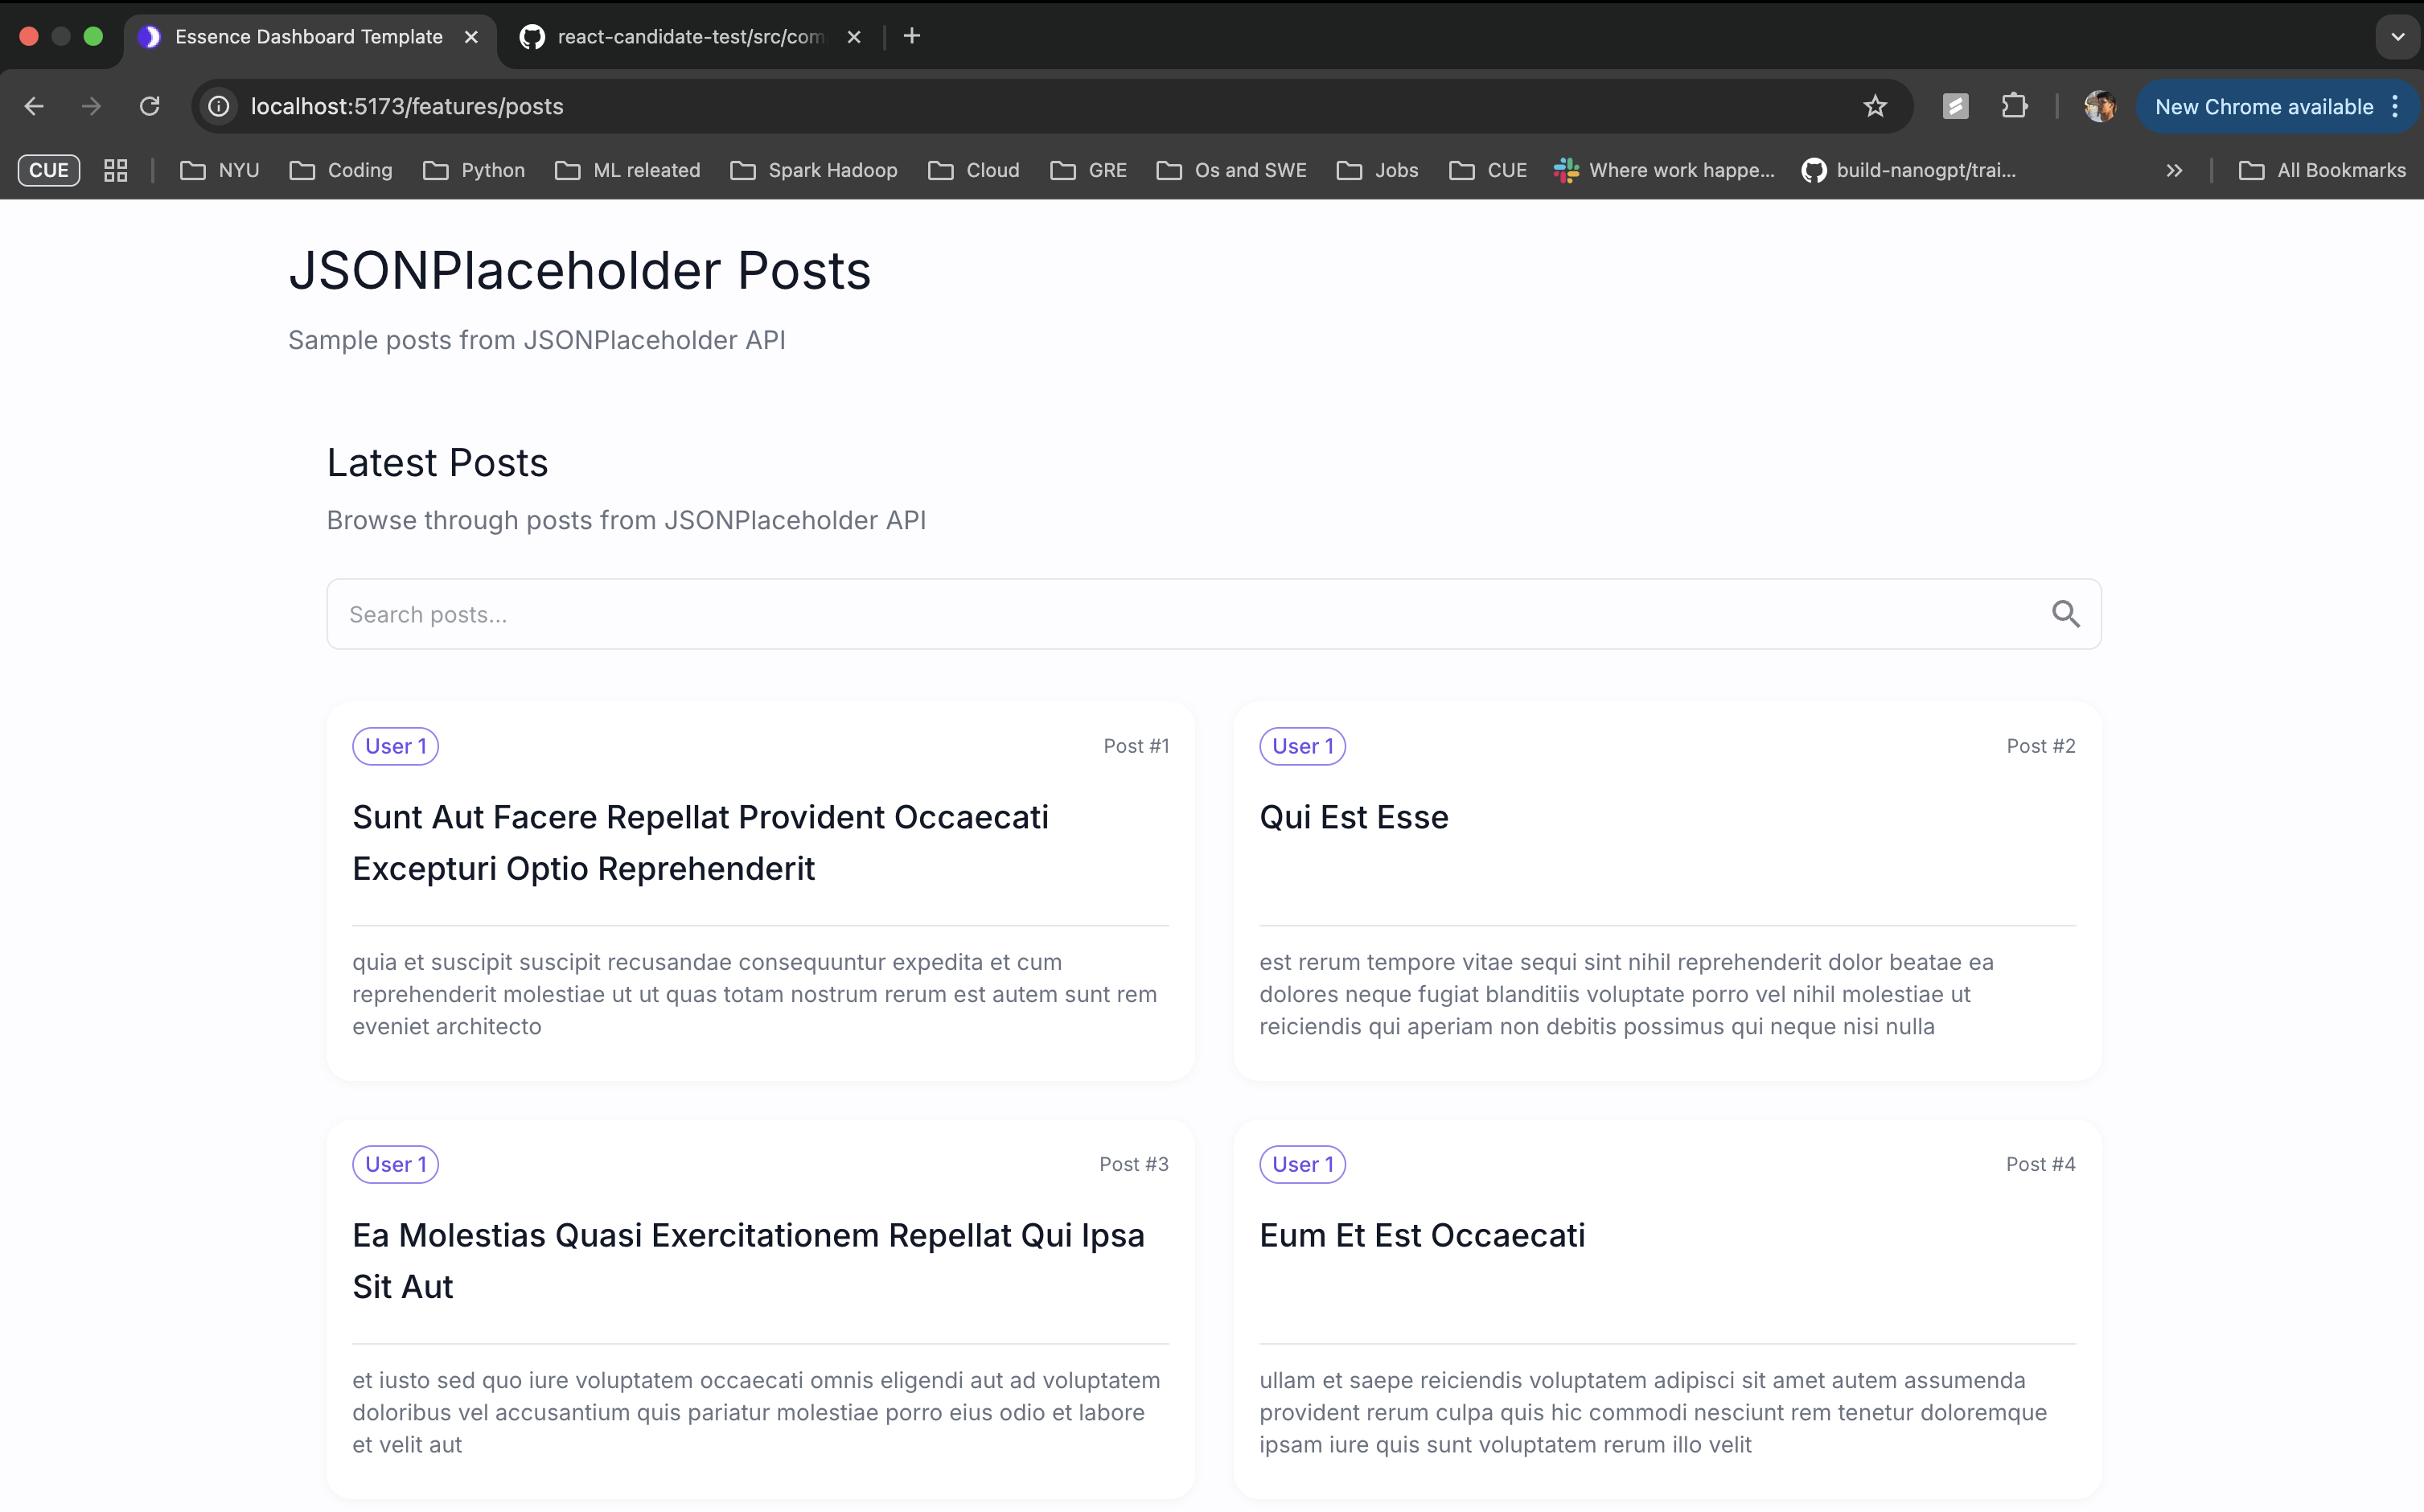 Essence Dashboard Template
react-candidate-test/src/com
localhost:5173/features/posts
New Chrome available
CUE
NYU
Coding
Python
ML releated
Spark Hadoop
Cloud
GRE
Os and SWE
Jobs
CUE
Where work happe...
build-nanogpt/trai...
All Bookmarks
JSONPlaceholder Posts
Sample posts from JSONPlaceholder API
Latest Posts
Browse through posts from JSONPlaceholder API
Search posts...
User 1
Post #1
Sunt Aut Facere Repellat Provident Occaecati
Excepturi Optio Reprehenderit
quia et suscipit suscipit recusandae consequuntur expedita et cum
reprehenderit molestiae ut ut quas totam nostrum rerum est autem sunt rem
eveniet architecto
User 1
Post #2
Qui Est Esse
est rerum tempore vitae sequi sint nihil reprehenderit dolor beatae ea
dolores neque fugiat blanditiis voluptate porro vel nihil molestiae ut
reiciendis qui aperiam non debitis possimus qui neque nisi nulla
User 1
Post #3
Ea Molestias Quasi Exercitationem Repellat Qui Ipsa
Sit Aut
et iusto sed quo iure voluptatem occaecati omnis eligendi aut ad voluptatem
doloribus vel accusantium quis pariatur molestiae porro eius odio et labore
et velit aut
User 1
Post #4
Eum Et Est Occaecati
ullam et saepe reiciendis voluptatem adipisci sit amet autem assumenda
provident rerum culpa quis hic commodi nesciunt rem tenetur doloremque
ipsam iure quis sunt voluptatem rerum illo velit